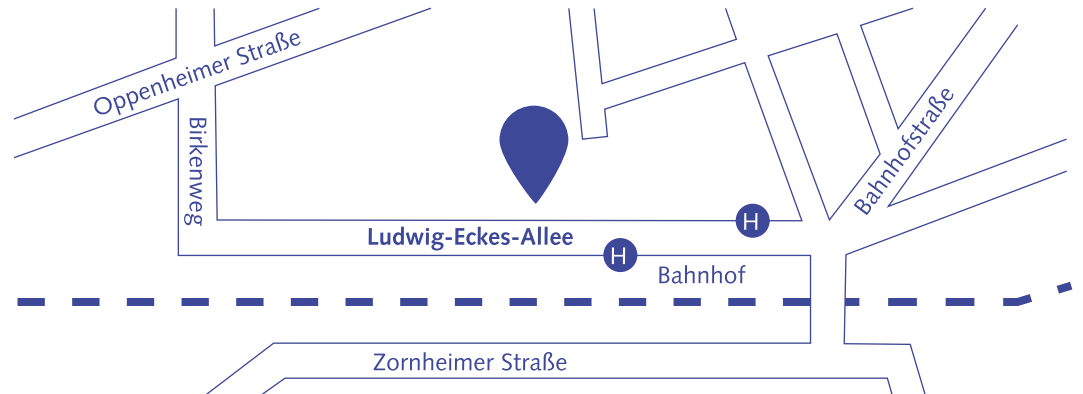 Oppenheimer Straße
Birkenweg
Bahnhofstraße
H
Ludwig-Eckes-Allee
H
Bahnhof
Zornheimer Straße